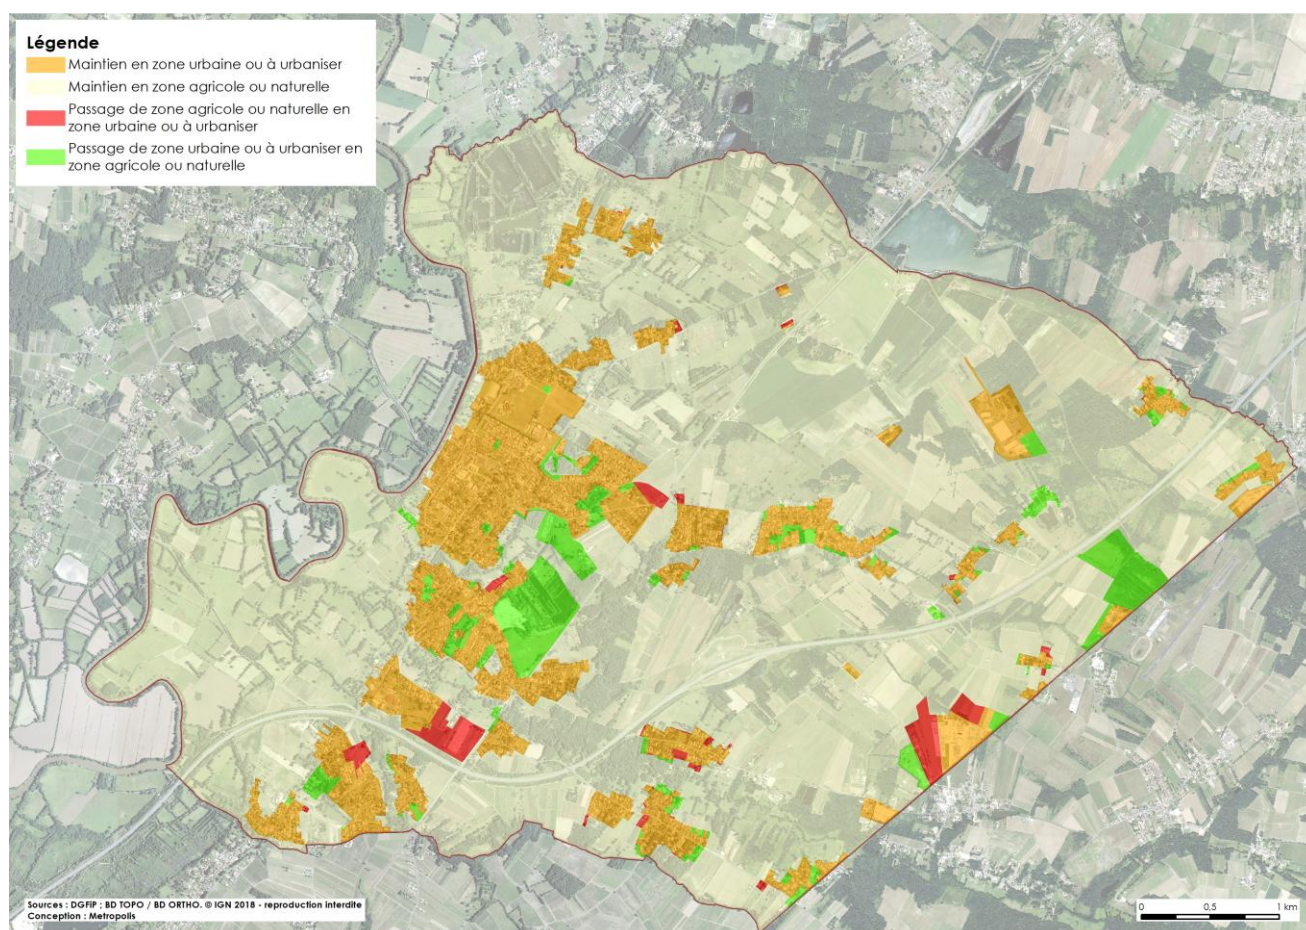 Légende
Maintien en zone urbaine ou à urbaniser
Maintien en zone agricole ou naturelle
Passage de zone agricole ou naturelle en
zone urbaine ou à urbaniser
Passage de zone urbaine ou à urbaniser en
zone agricole ou naturelle
Sources : DGFiP ; BD TOPO / BD ORTHO. © IGN 2018 - reproduction interdite
Conception : Metropolis
0 0,5 1 km